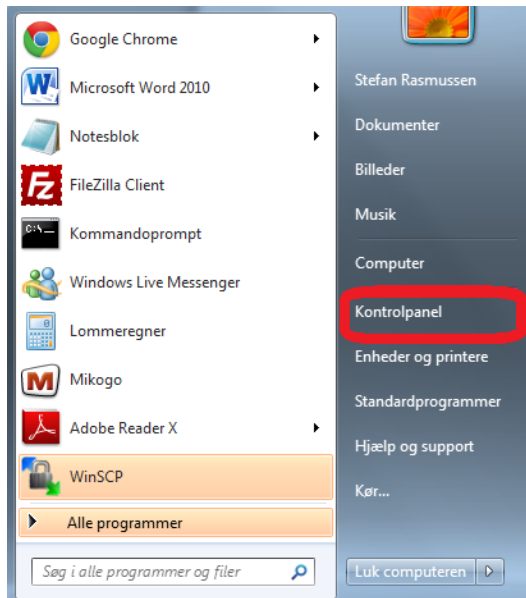 Google Chrome
Microsoft Word 2010
Notesblok
FileZilla Client
C:\_
Kommandoprompt
Windows Live Messenger
Lommeregner
Mikogo
Adobe Reader X
WinSCP
Alle programmer
Søg i alle programmer og filer
Stefan Rasmussen
Dokumenter
Billeder
Musik
Computer
Kontrolpanel
Enheder og printere
Standardprogrammer
Hjælp og support
Kør...
Luk computeren